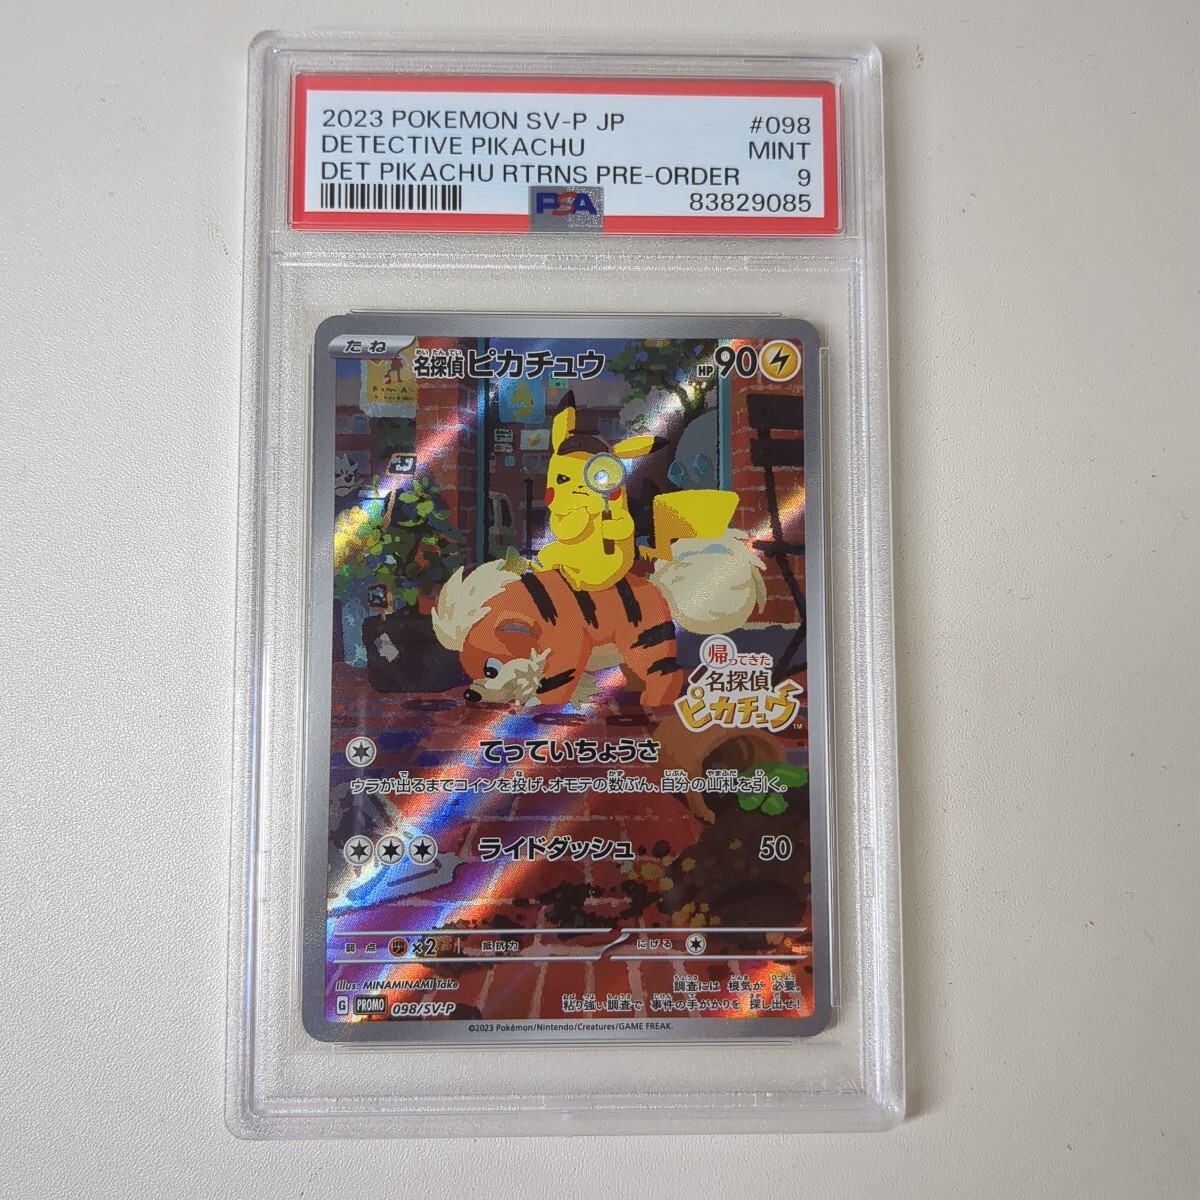 2023 POKEMON SV-P JP #098
DETECTIVE PIKACHU MINT
DET PIKACHU RTRNS PRE-ORDER 9
PSA 83829085
たね
名探偵ピカチュウ HP90
帰ってきた
名探偵
ピカチュウ™
てっていちょうさ
ウラが出るまでコインを投げ、オモテの数ぶん、自分の山札を引く。
ライドダッシュ 50
弱点 ×2 抵抗力 にげる
Illus. MINAMINAMI Take
調査には 根気が 必要。
粘り強い調査で 事件の手がかりを 探し出せ!
G PROMO 098/SV-P
©2023 Pokémon/Nintendo/Creatures/GAME FREAK.